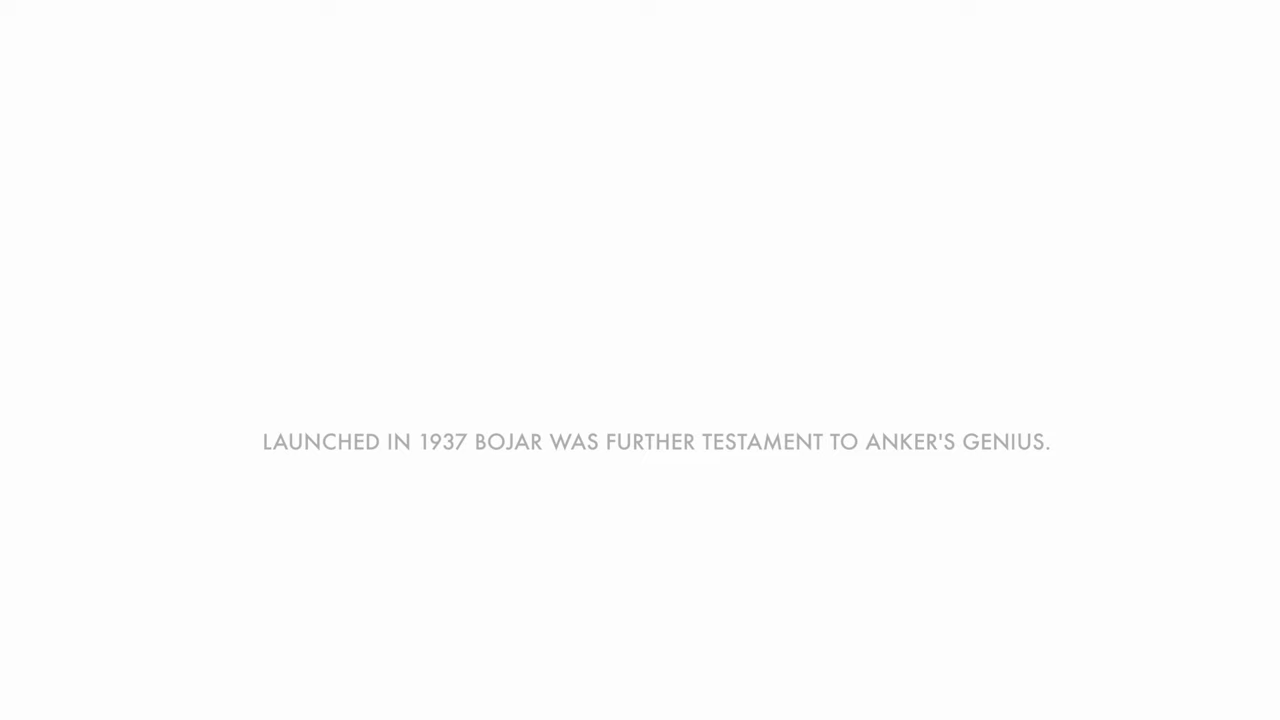 LAUNCHED IN 1937 BOJAR WAS FURTHER TESTAMENT TO ANKER'S GENIUS.